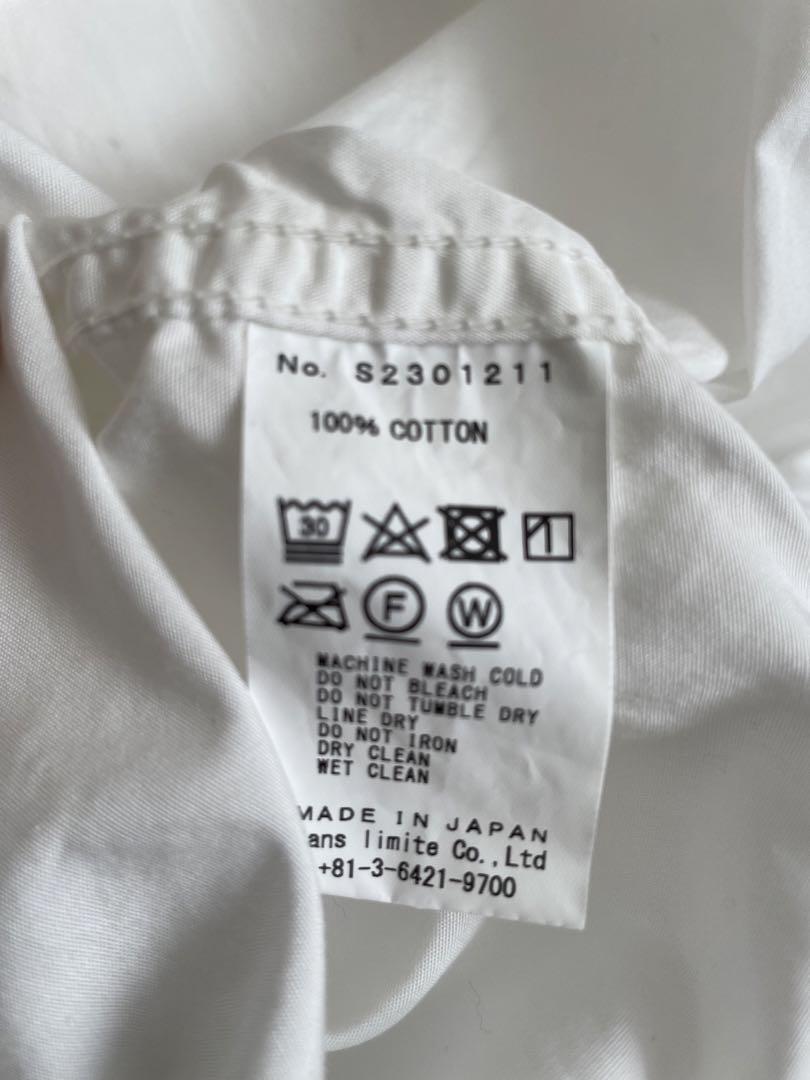 No. S2301211
100% COTTON
30
F W
MACHINE WASH COLD
DO NOT BLEACH
DO NOT TUMBLE DRY
LINE DRY
DO NOT IRON
DRY CLEAN
WET CLEAN
MADE IN JAPAN
ans limite Co.,Ltd
+81-3-6421-9700